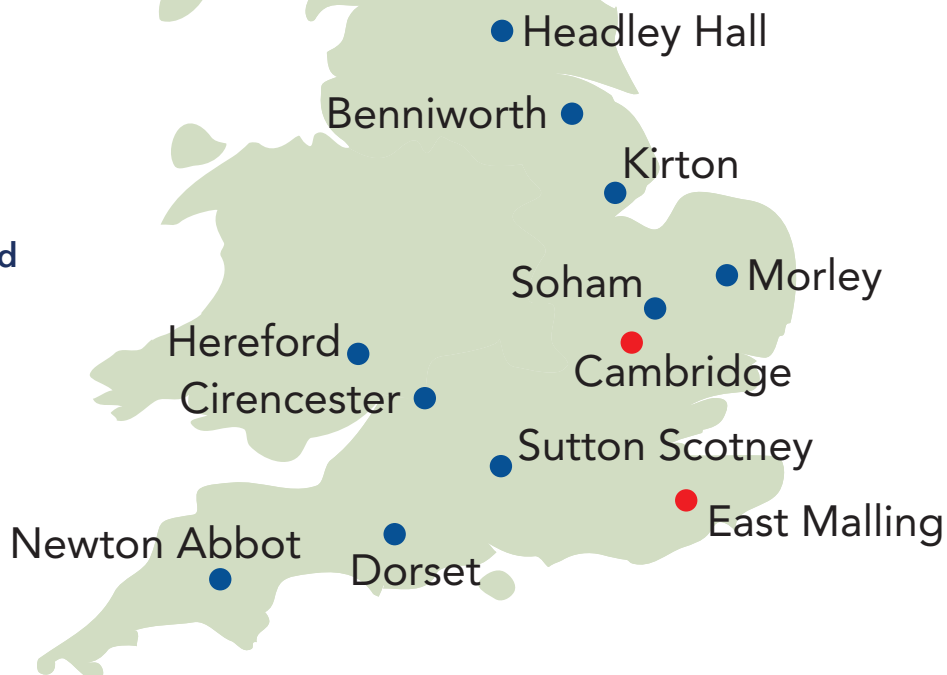 Headley Hall
Benniworth
Kirton
d
Soham
Morley
Hereford
Cambridge
Cirencester
Sutton Scotney
East Malling
Newton Abbot
Dorset